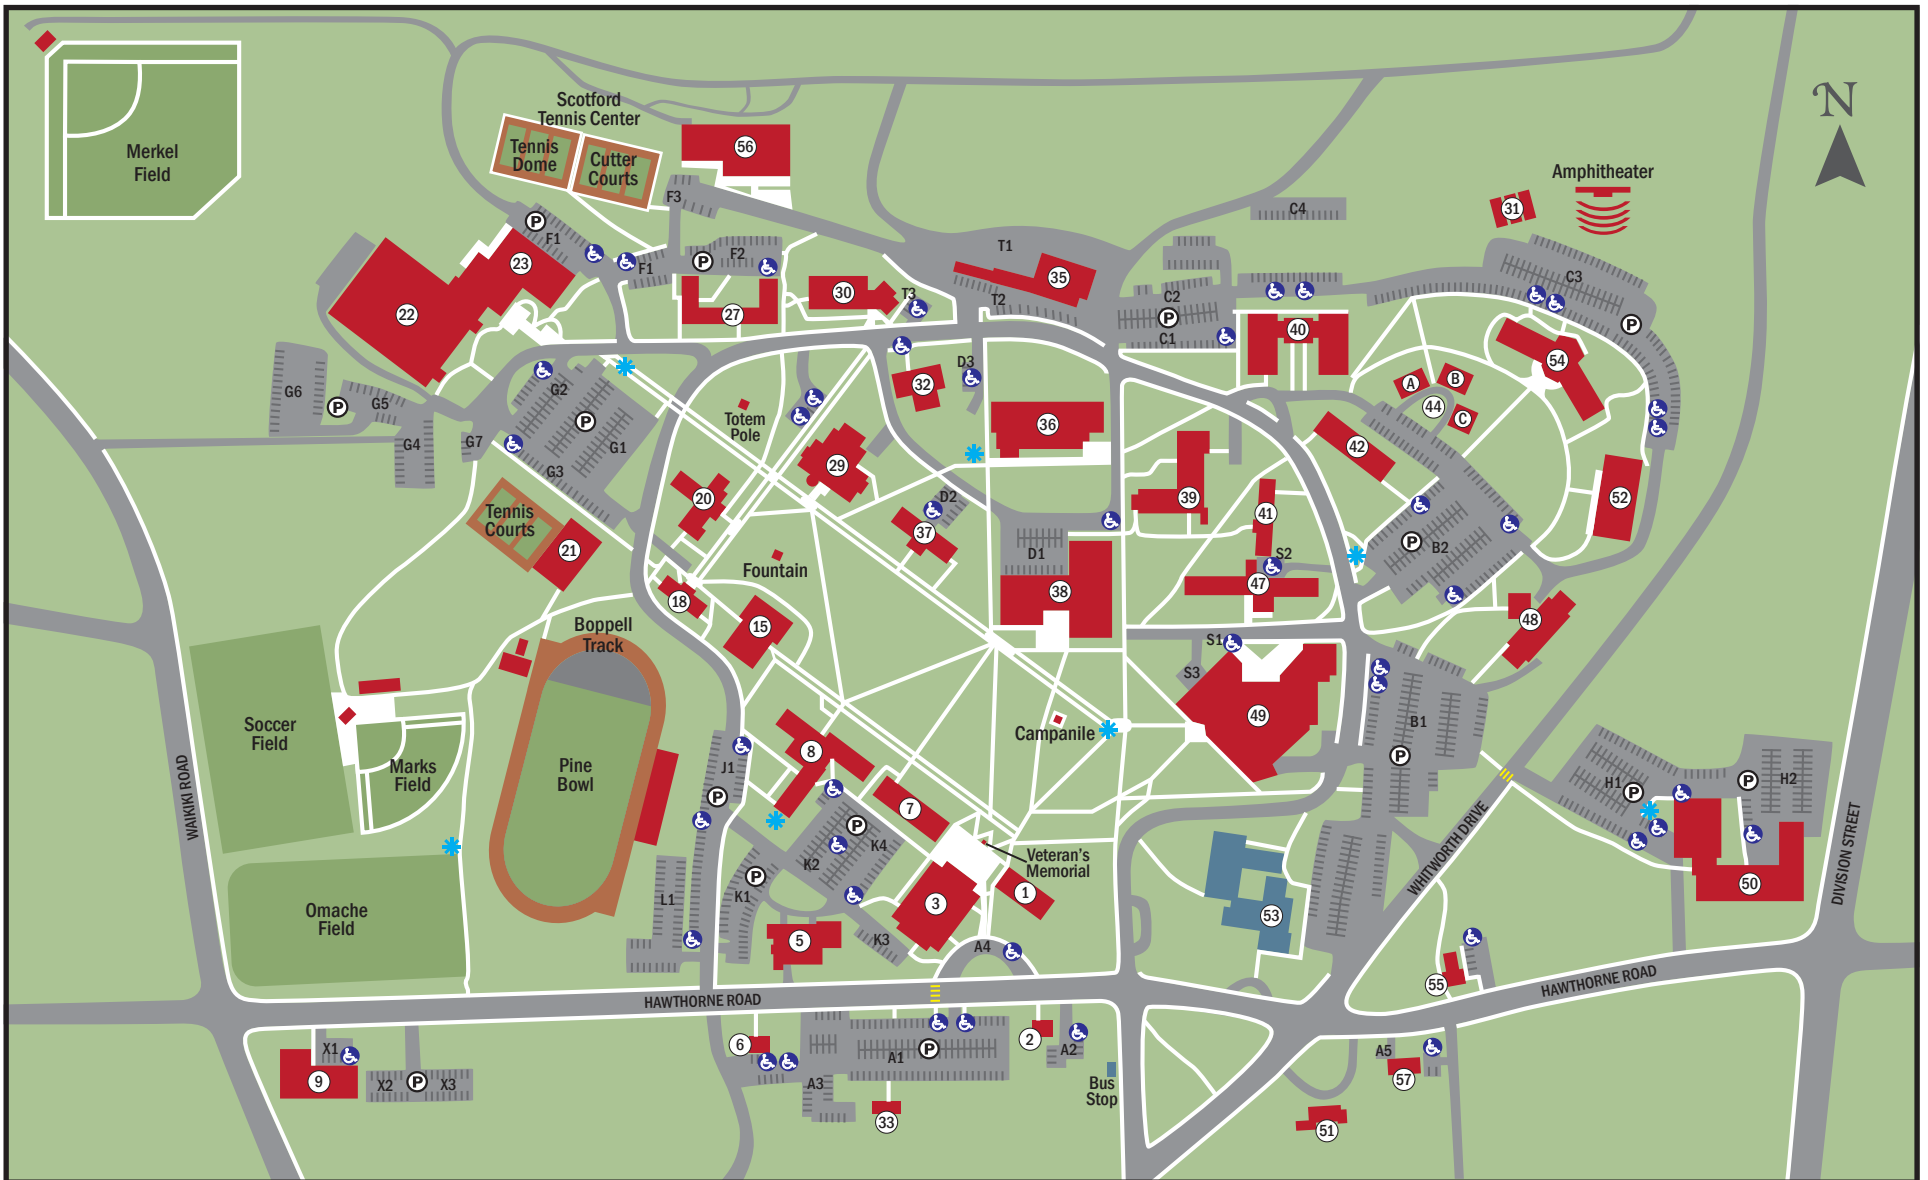 N
Scotford
Tennis Center
Tennis
Dome
Cutter
Courts
56
Merkel
Field
Amphitheater
31
C4
F3
P
F1
F1
P
F2
T1
35
C3
23
22
27
30
T3
T2
C2
P
C1
40
P
54
G6
P
G5
G4
G7
G2
P
G1
G3
Totem
Pole
D3
32
36
A
B
44
C
42
29
20
D2
37
39
41
52
Tennis
Courts
21
Fountain
D1
38
S2
47
P
B2
18
15
48
Boppell
Track
S1
S3
49
B1
P
Soccer
Field
Marks
Field
Pine
Bowl
Campanile
8
J1
P
7
P
K4
K2
H1
P
P
H2
WAIKIKI ROAD
Veteran's
Memorial
WHITWORTH DRIVE
DIVISION STREET
Omache
Field
L1
P
K1
3
1
53
50
5
K3
A4
55
HAWTHORNE ROAD
HAWTHORNE ROAD
X1
9
X2
P
X3
6
A1
P
2
A2
A3
33
Bus
Stop
A5
57
51